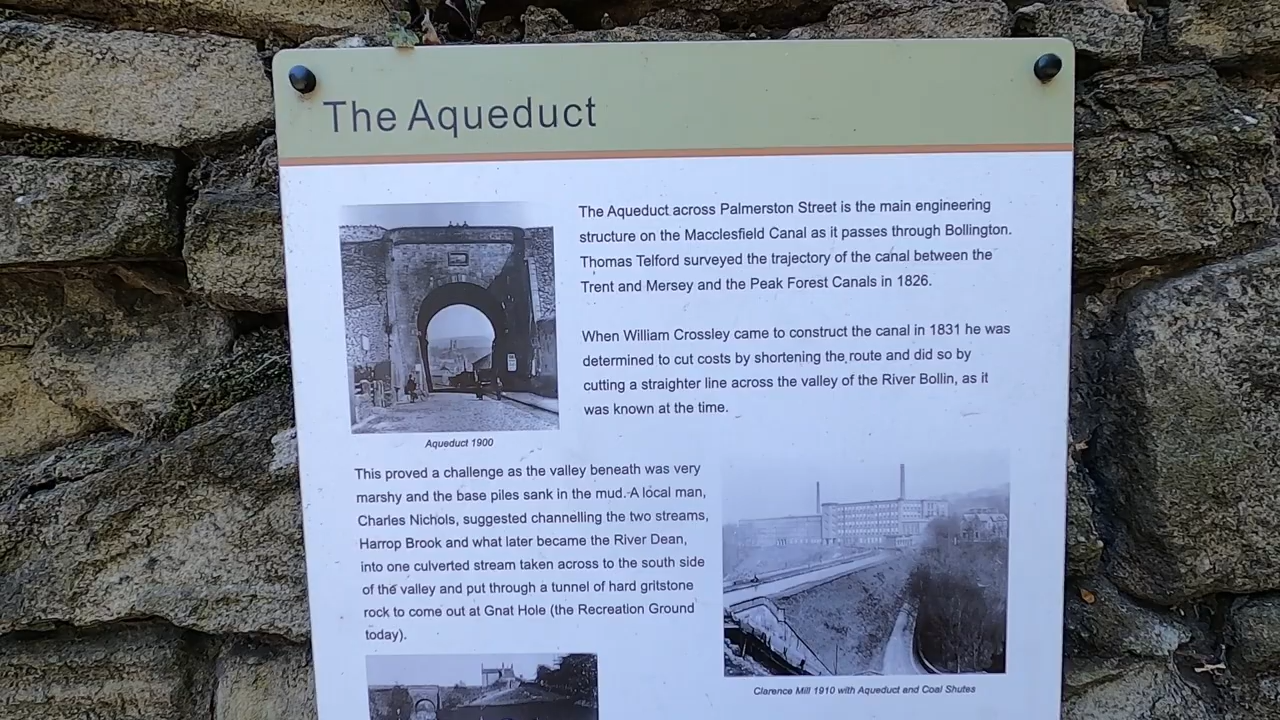 The Aqueduct
The Aqueduct across Palmerston Street is the main engineering
structure on the Macclesfield Canal as it passes through Bollington.
Thomas Telford surveyed the trajectory of the canal between the
Trent and Mersey and the Peak Forest Canals in 1826.
When William Crossley came to construct the canal in 1831 he was
determined to cut costs by shortening the route and did so by
cutting a straighter line across the valley of the River Bollin, as it
was known at the time.
Aqueduct 1900
This proved a challenge as the valley beneath was very
marshy and the base piles sank in the mud. A local man,
Charles Nichols, suggested channelling the two streams,
Harrop Brook and what later became the River Dean,
into one culverted stream taken across to the south side
of the valley and put through a tunnel of hard gritstone
rock to come out at Gnat Hole (the Recreation Ground
today).
Clarence Mill 1910 with Aqueduct and Coal Shutes